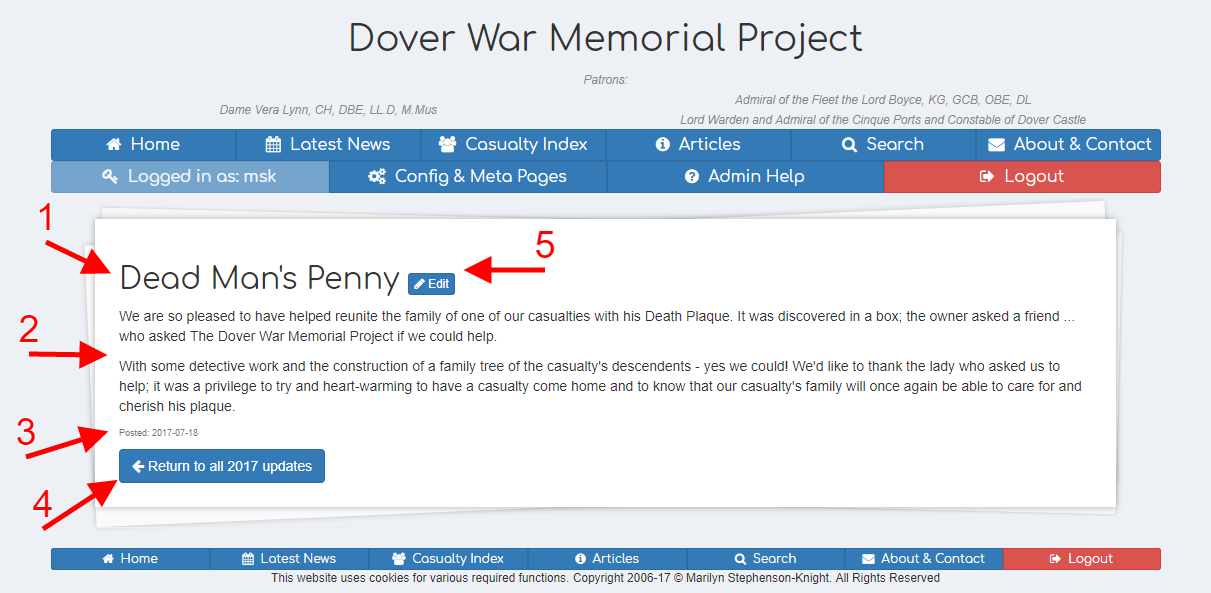 Dover War Memorial Project
Patrons:
Dame Vera Lynn, CH, DBE, LL.D, M.Mus
Admiral of the Fleet the Lord Boyce, KG, GCB, OBE, DL
Lord Warden and Admiral of the Cinque Ports and Constable of Dover Castle
Home Latest News Casualty Index Articles Search About & Contact
Logged in as: msk Config & Meta Pages Admin Help Logout
1
5
Dead Man's Penny Edit
We are so pleased to have helped reunite the family of one of our casualties with his Death Plaque. It was discovered in a box; the owner asked a friend ...
2
who asked The Dover War Memorial Project if we could help.
With some detective work and the construction of a family tree of the casualty's descendents - yes we could! We'd like to thank the lady who asked us to
help; it was a privilege to try and heart-warming to have a casualty come home and to know that our casualty's family will once again be able to care for and
cherish his plaque.
3
Posted: 2017-07-18
Return to all 2017 updates
4
Home Latest News Casualty Index Articles Search About & Contact Logout
This website uses cookies for various required functions. Copyright 2006-17 © Marilyn Stephenson-Knight. All Rights Reserved